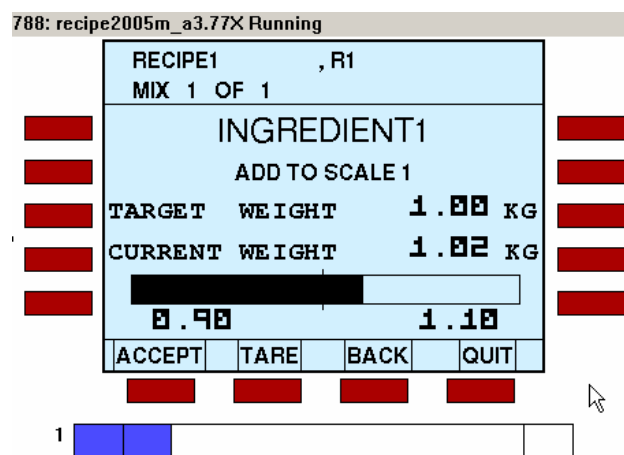 788: recipe2005m_a3.77X Running
RECIPE1 , R1
MIX 1 OF 1
INGREDIENT1
ADD TO SCALE 1
TARGET WEIGHT 1.00 KG
CURRENT WEIGHT 1.02 KG
0.90 1.10
ACCEPT TARE BACK QUIT
1